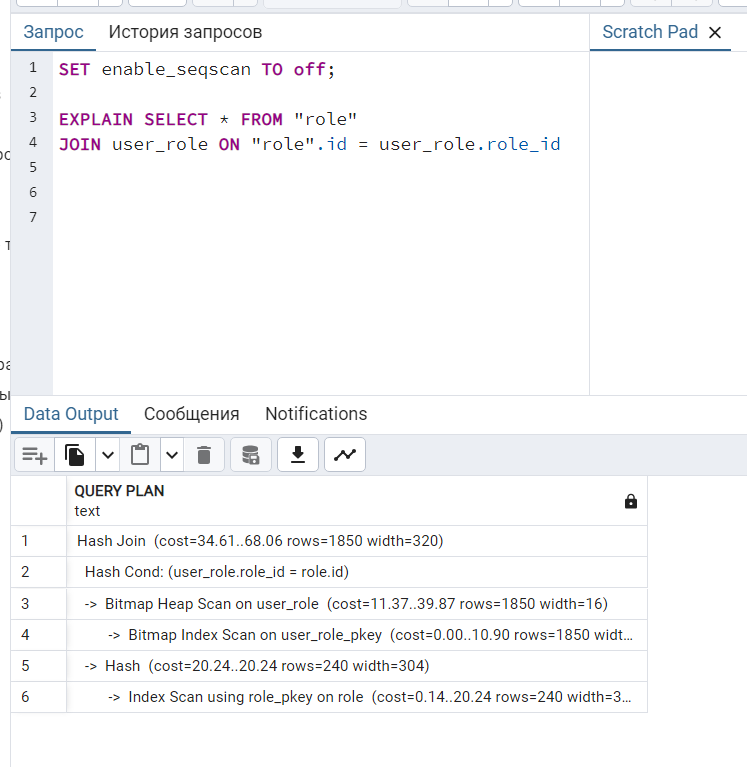 Запрос
История запросов
Scratch Pad
1 SET enable_seqscan TO off;
2
3 EXPLAIN SELECT * FROM "role"
4 JOIN user_role ON "role".id = user_role.role_id
5
6
7
Data Output
Сообщения
Notifications
QUERY PLAN
text
1 Hash Join (cost=34.61..68.06 rows=1850 width=320)
2 Hash Cond: (user_role.role_id = role.id)
3 -> Bitmap Heap Scan on user_role (cost=11.37..39.87 rows=1850 width=16)
4 -> Bitmap Index Scan on user_role_pkey (cost=0.00..10.90 rows=1850 widt...
5 -> Hash (cost=20.24..20.24 rows=240 width=304)
6 -> Index Scan using role_pkey on role (cost=0.14..20.24 rows=240 width=3...